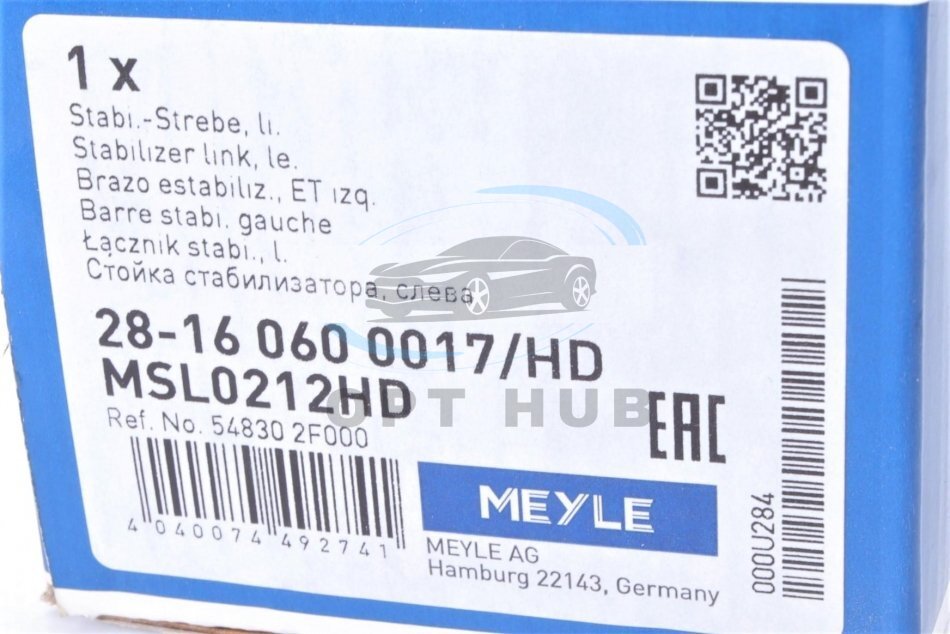 1 x
Stabi.-Strebe, li.
Stabilizer link, le.
Brazo estabiliz., ET izq.
Barre stabi. gauche
Łącznik stabi., l.
Стойка стабилизатора, слева
28-16 060 0017/HD
MSL0212HD
OPT HUB
EAC
Ref. No. 54830 2F000
4 040074 492741
MEYLE
MEYLE AG
Hamburg 22143, Germany
000U284